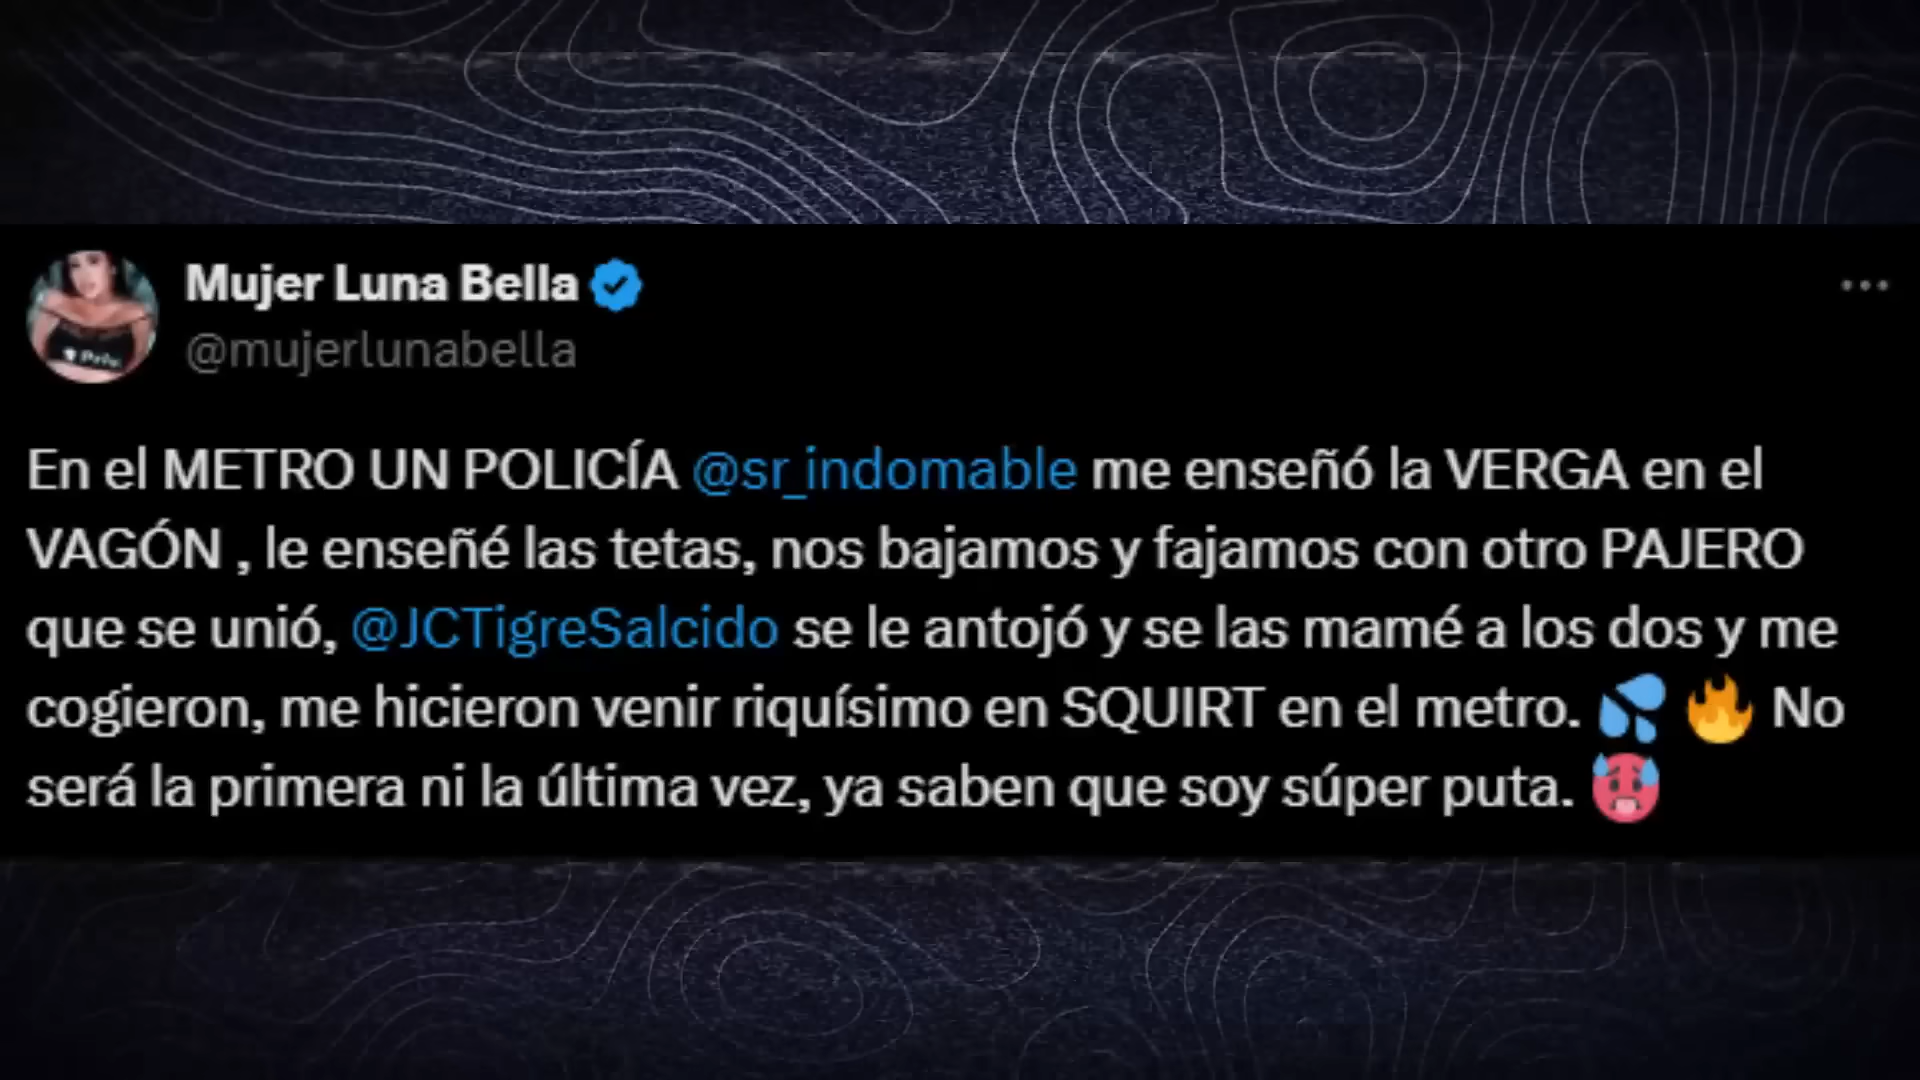 Mujer Luna Bella
@mujerlunabella
En el METRO UN POLICÍA @sr_indomable me enseñó la VERGA en el
VAGÓN , le enseñé las tetas, nos bajamos y fajamos con otro PAJERO
que se unió, @JCTigreSalcido se le antojó y se las mamé a los dos y me
cogieron, me hicieron venir riquísimo en SQUIRT en el metro. 💦 🔥 No
será la primera ni la última vez, ya saben que soy súper puta. 🥵